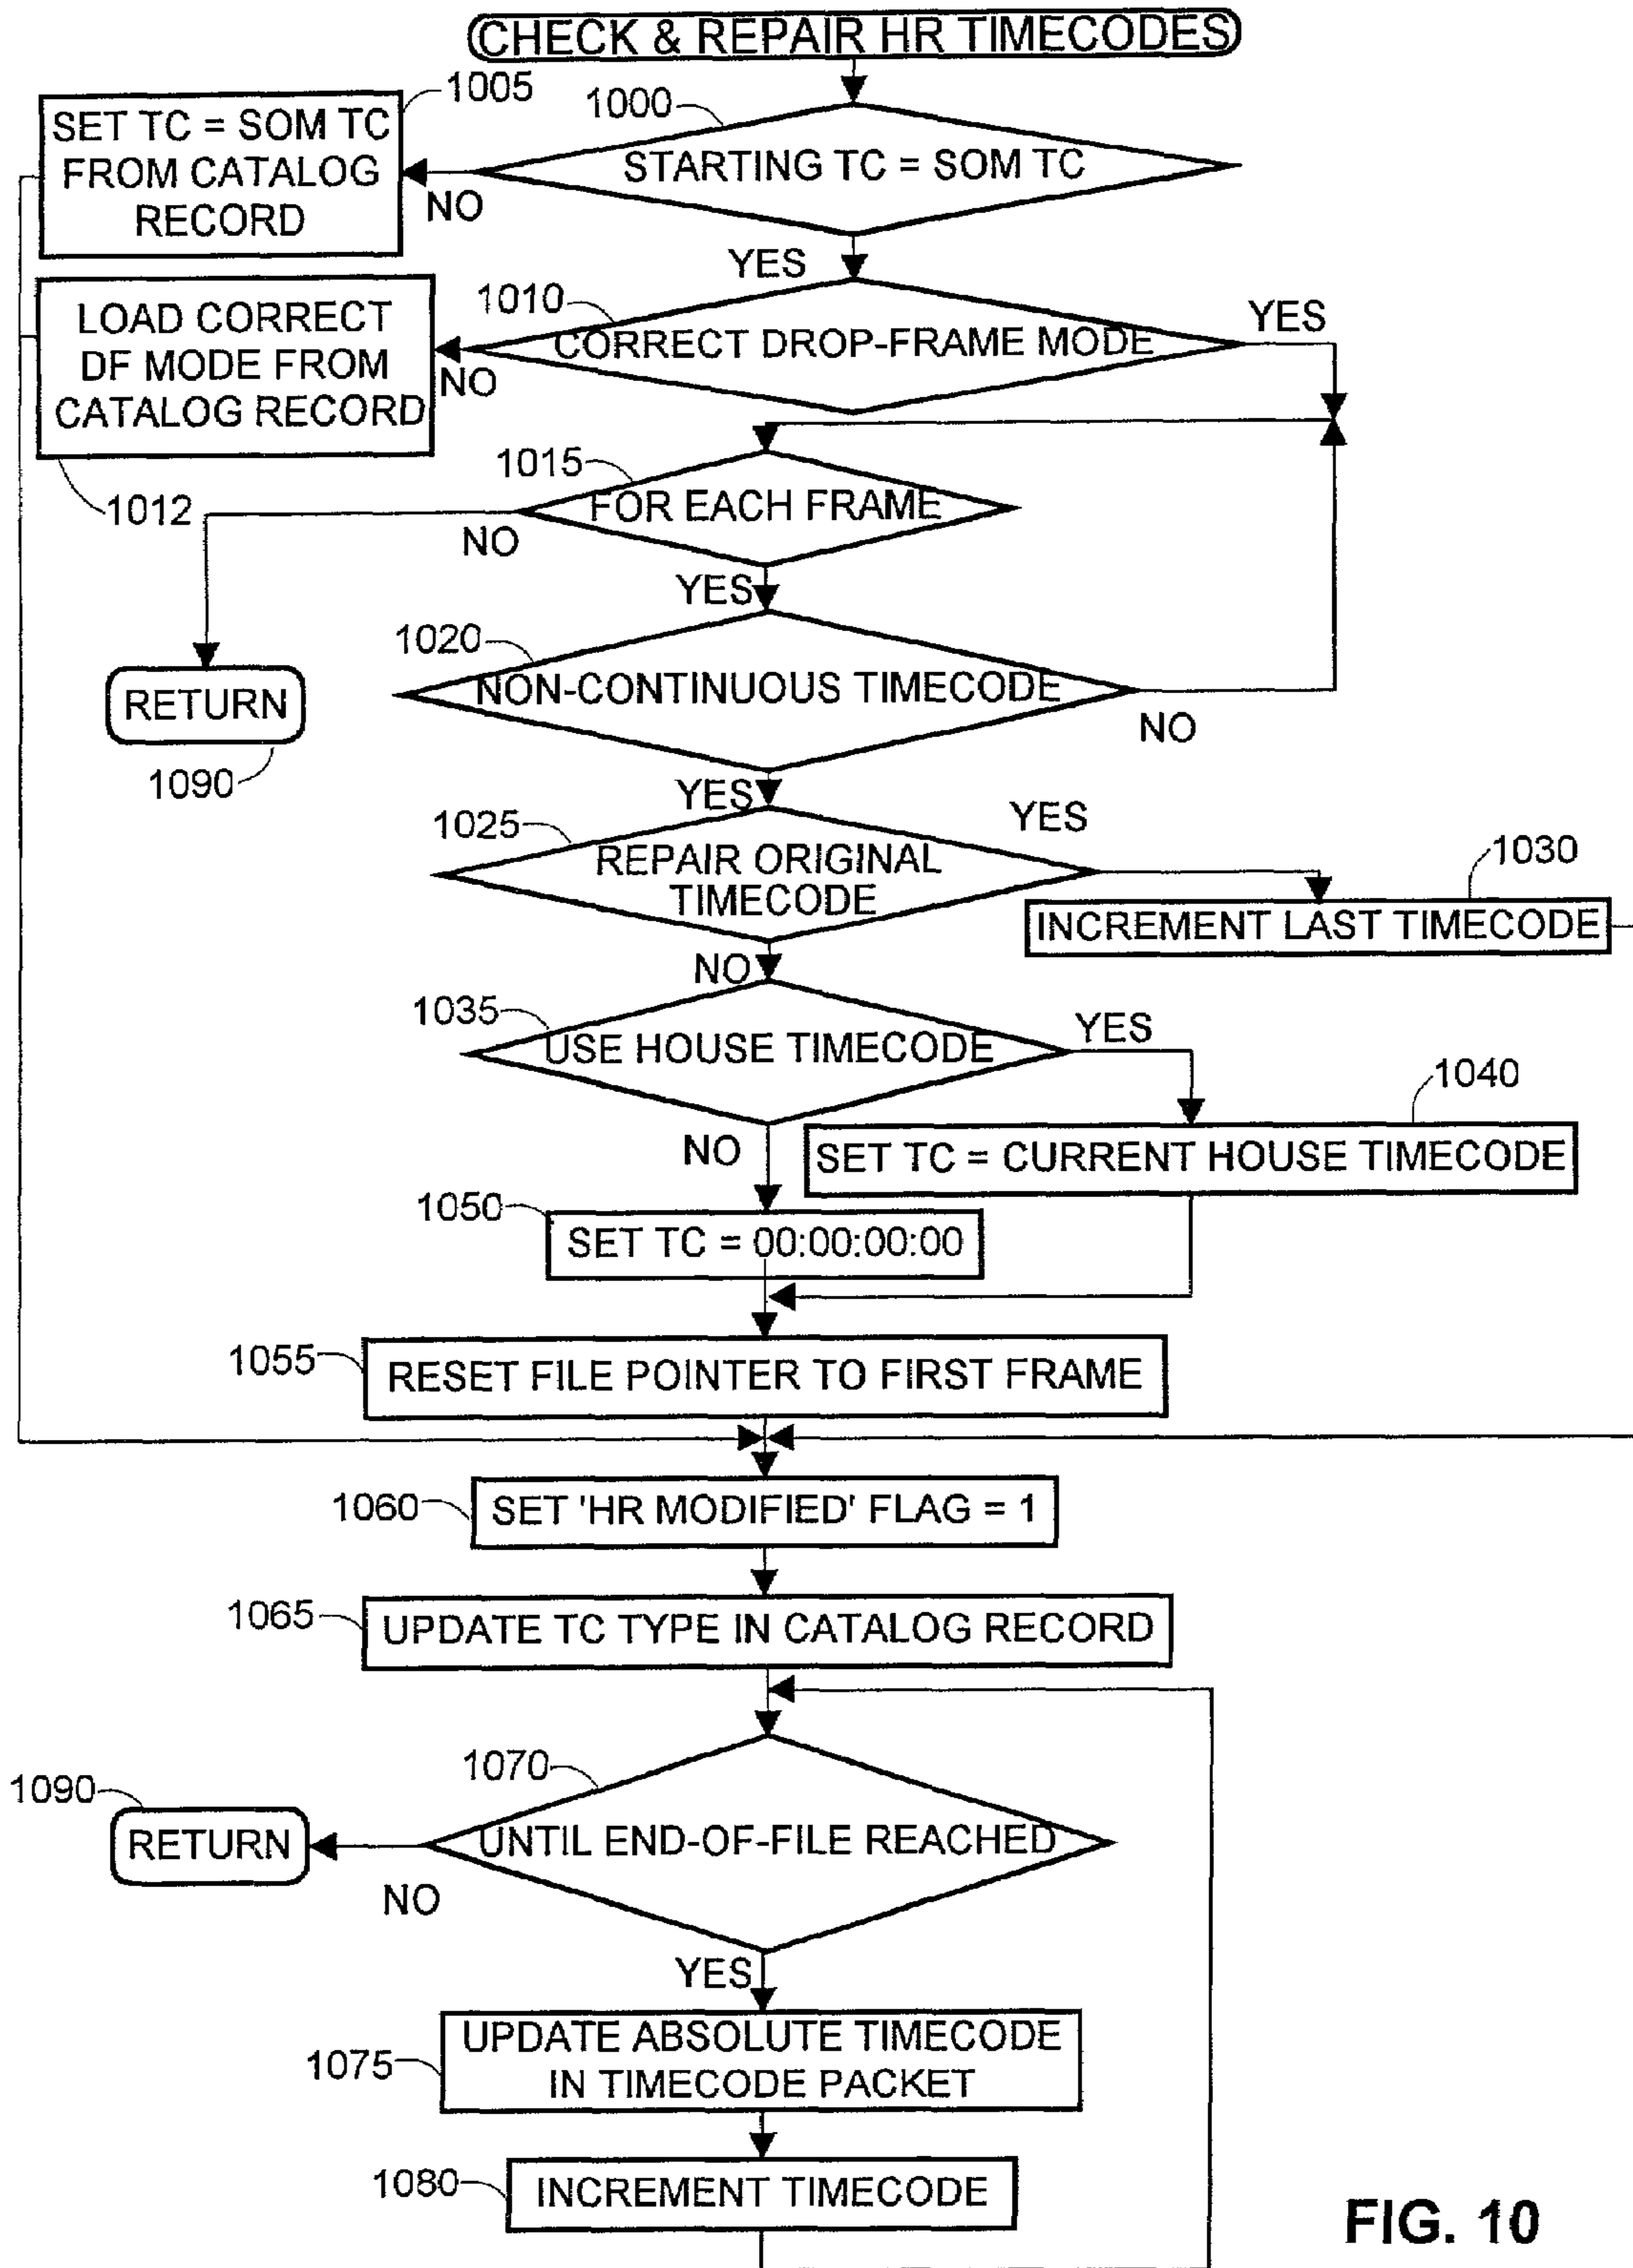 CHECK & REPAIR HR TIMECODES
1005
SET TC = SOM TC
FROM CATALOG
RECORD
1000
STARTING TC = SOM TC
NO
YES
1010
CORRECT DROP-FRAME MODE
YES
NO
LOAD CORRECT
DF MODE FROM
CATALOG RECORD
1012
1015
FOR EACH FRAME
NO
YES
RETURN
1090
1020
NON-CONTINUOUS TIMECODE
NO
YES
1025
REPAIR ORIGINAL
TIMECODE
YES
1030
INCREMENT LAST TIMECODE
NO
1035
USE HOUSE TIMECODE
YES
1040
SET TC = CURRENT HOUSE TIMECODE
NO
1050
SET TC = 00:00:00:00
1055
RESET FILE POINTER TO FIRST FRAME
1060
SET 'HR MODIFIED' FLAG = 1
1065
UPDATE TC TYPE IN CATALOG RECORD
1070
UNTIL END-OF-FILE REACHED
1090
RETURN
NO
YES
1075
UPDATE ABSOLUTE TIMECODE
IN TIMECODE PACKET
1080
INCREMENT TIMECODE
FIG. 10